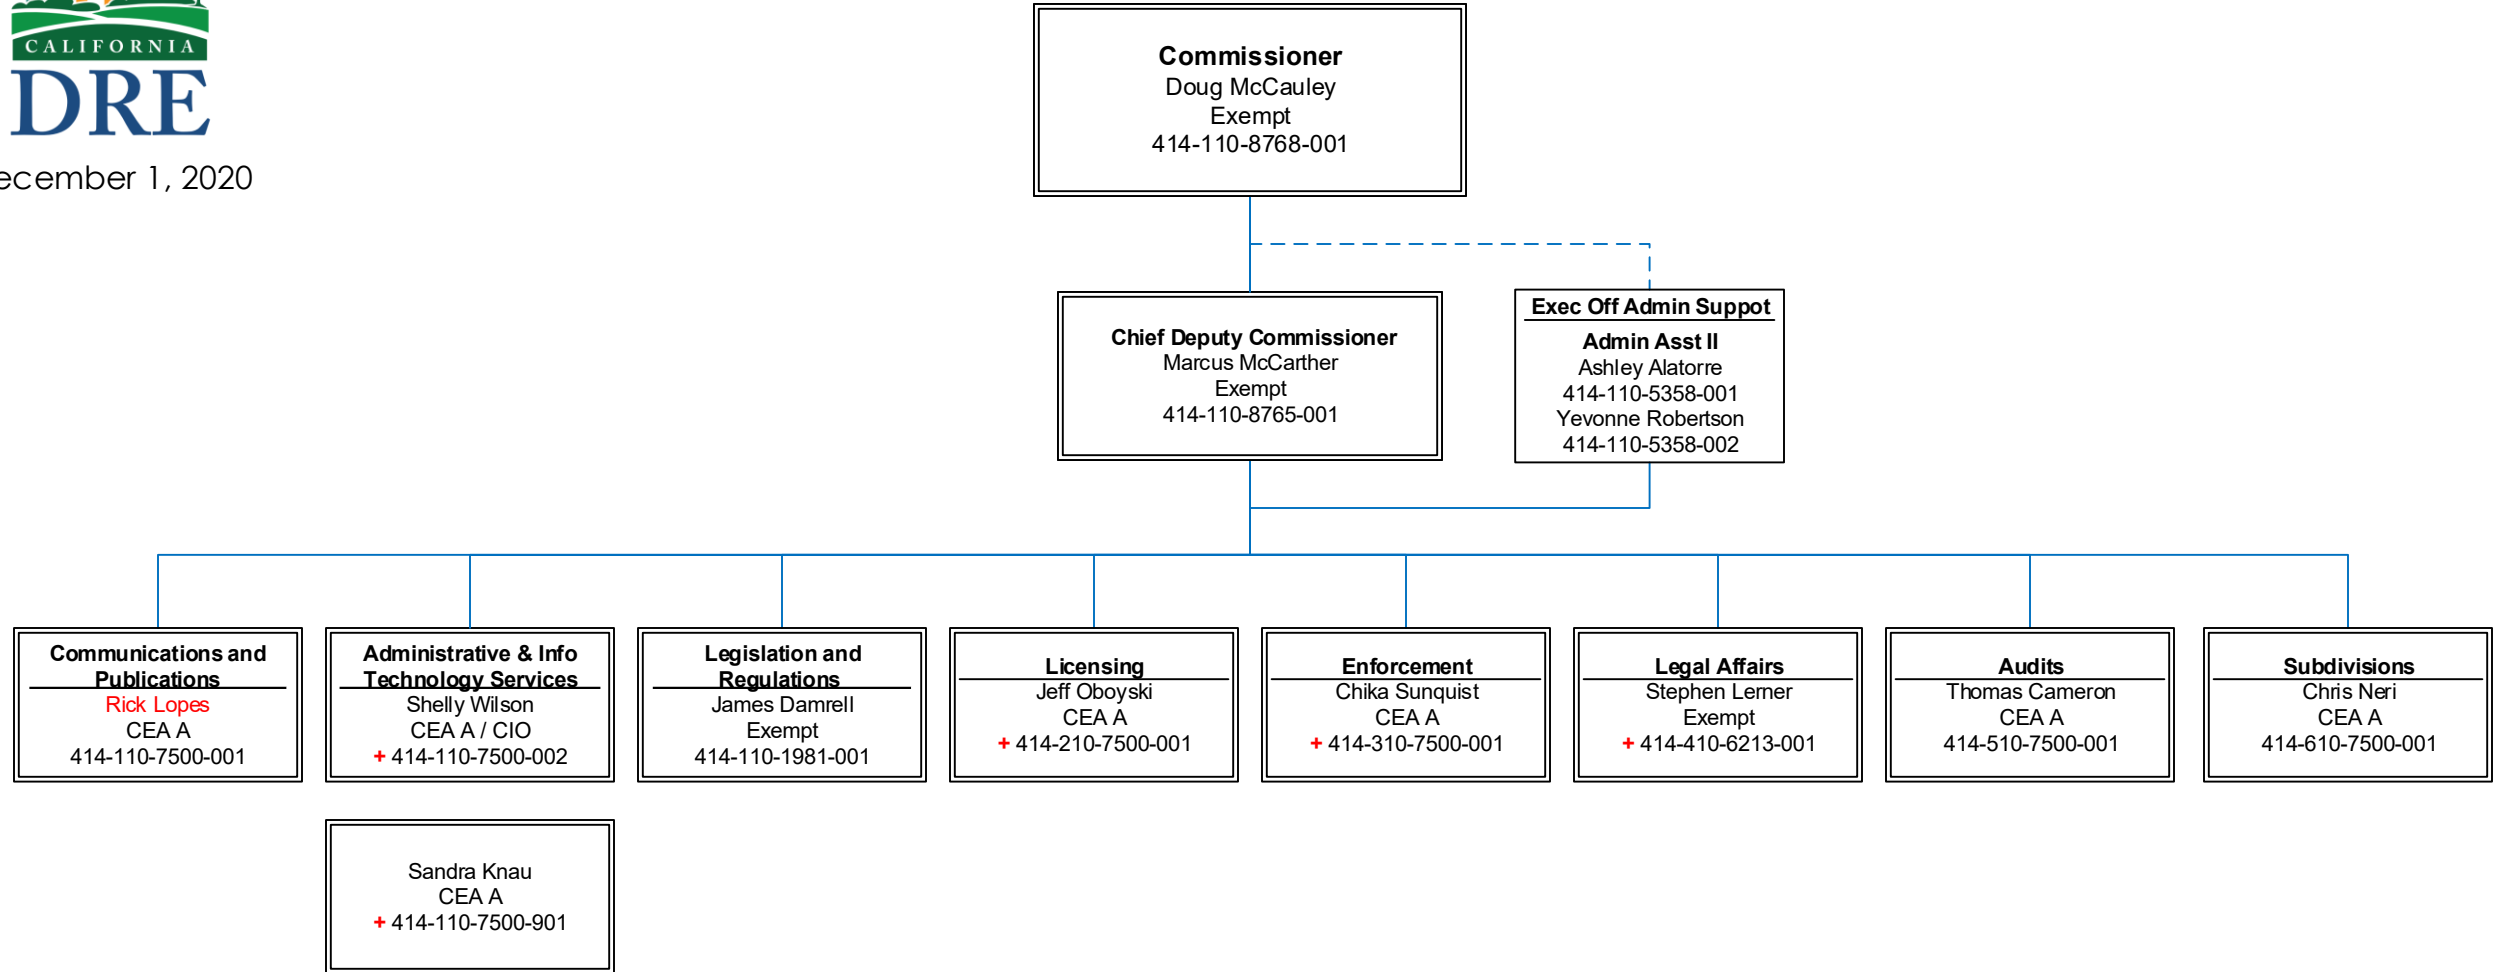 CALIFORNIA
DRE
ecember 1, 2020
Commissioner
Doug McCauley
Exempt
414-110-8768-001
Chief Deputy Commissioner
Marcus McCarther
Exempt
414-110-8765-001
Exec Off Admin Suppot
Admin Asst II
Ashley Alatorre
414-110-5358-001
Yevonne Robertson
414-110-5358-002
Communications and
Publications
Rick Lopes
CEA A
414-110-7500-001
Administrative & Info
Technology Services
Shelly Wilson
CEA A / CIO
+ 414-110-7500-002
Legislation and
Regulations
James Damrell
Exempt
414-110-1981-001
Licensing
Jeff Oboyski
CEA A
+ 414-210-7500-001
Enforcement
Chika Sunquist
CEA A
+ 414-310-7500-001
Legal Affairs
Stephen Lerner
Exempt
+ 414-410-6213-001
Audits
Thomas Cameron
CEA A
414-510-7500-001
Subdivisions
Chris Neri
CEA A
414-610-7500-001
Sandra Knau
CEA A
+ 414-110-7500-901